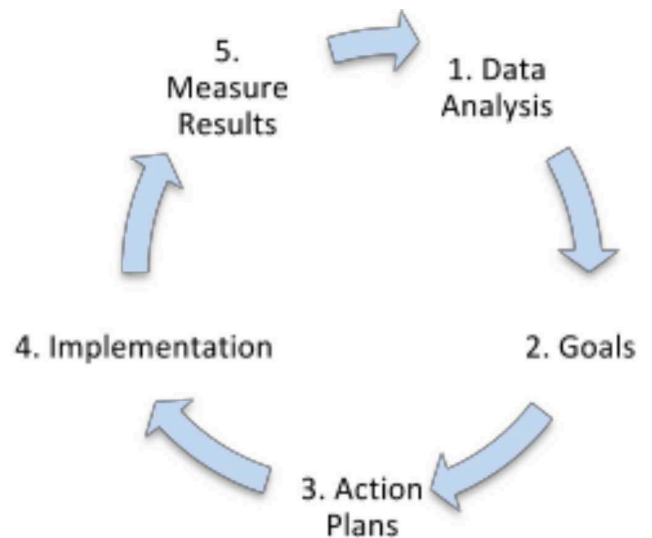 1. Data
Analysis
2. Goals
3. Action
Plans
4. Implementation
5.
Measure
Results